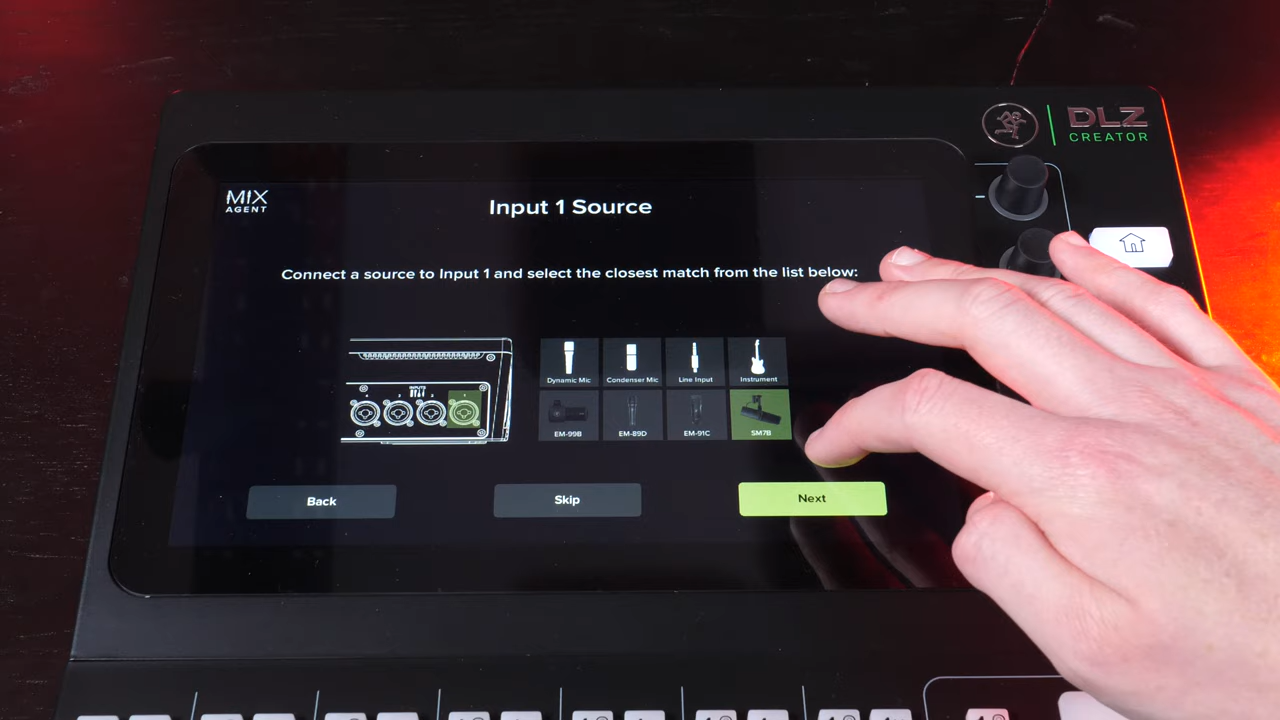 DLZ
CREATOR
MIX
AGENT
Input 1 Source
Connect a source to Input 1 and select the closest match from the list below:
Dynamic Mic
Condenser Mic
Line Input
Instrument
INPUTS
EM-99B
EM-89D
EM-91C
SM7B
Back
Skip
Next